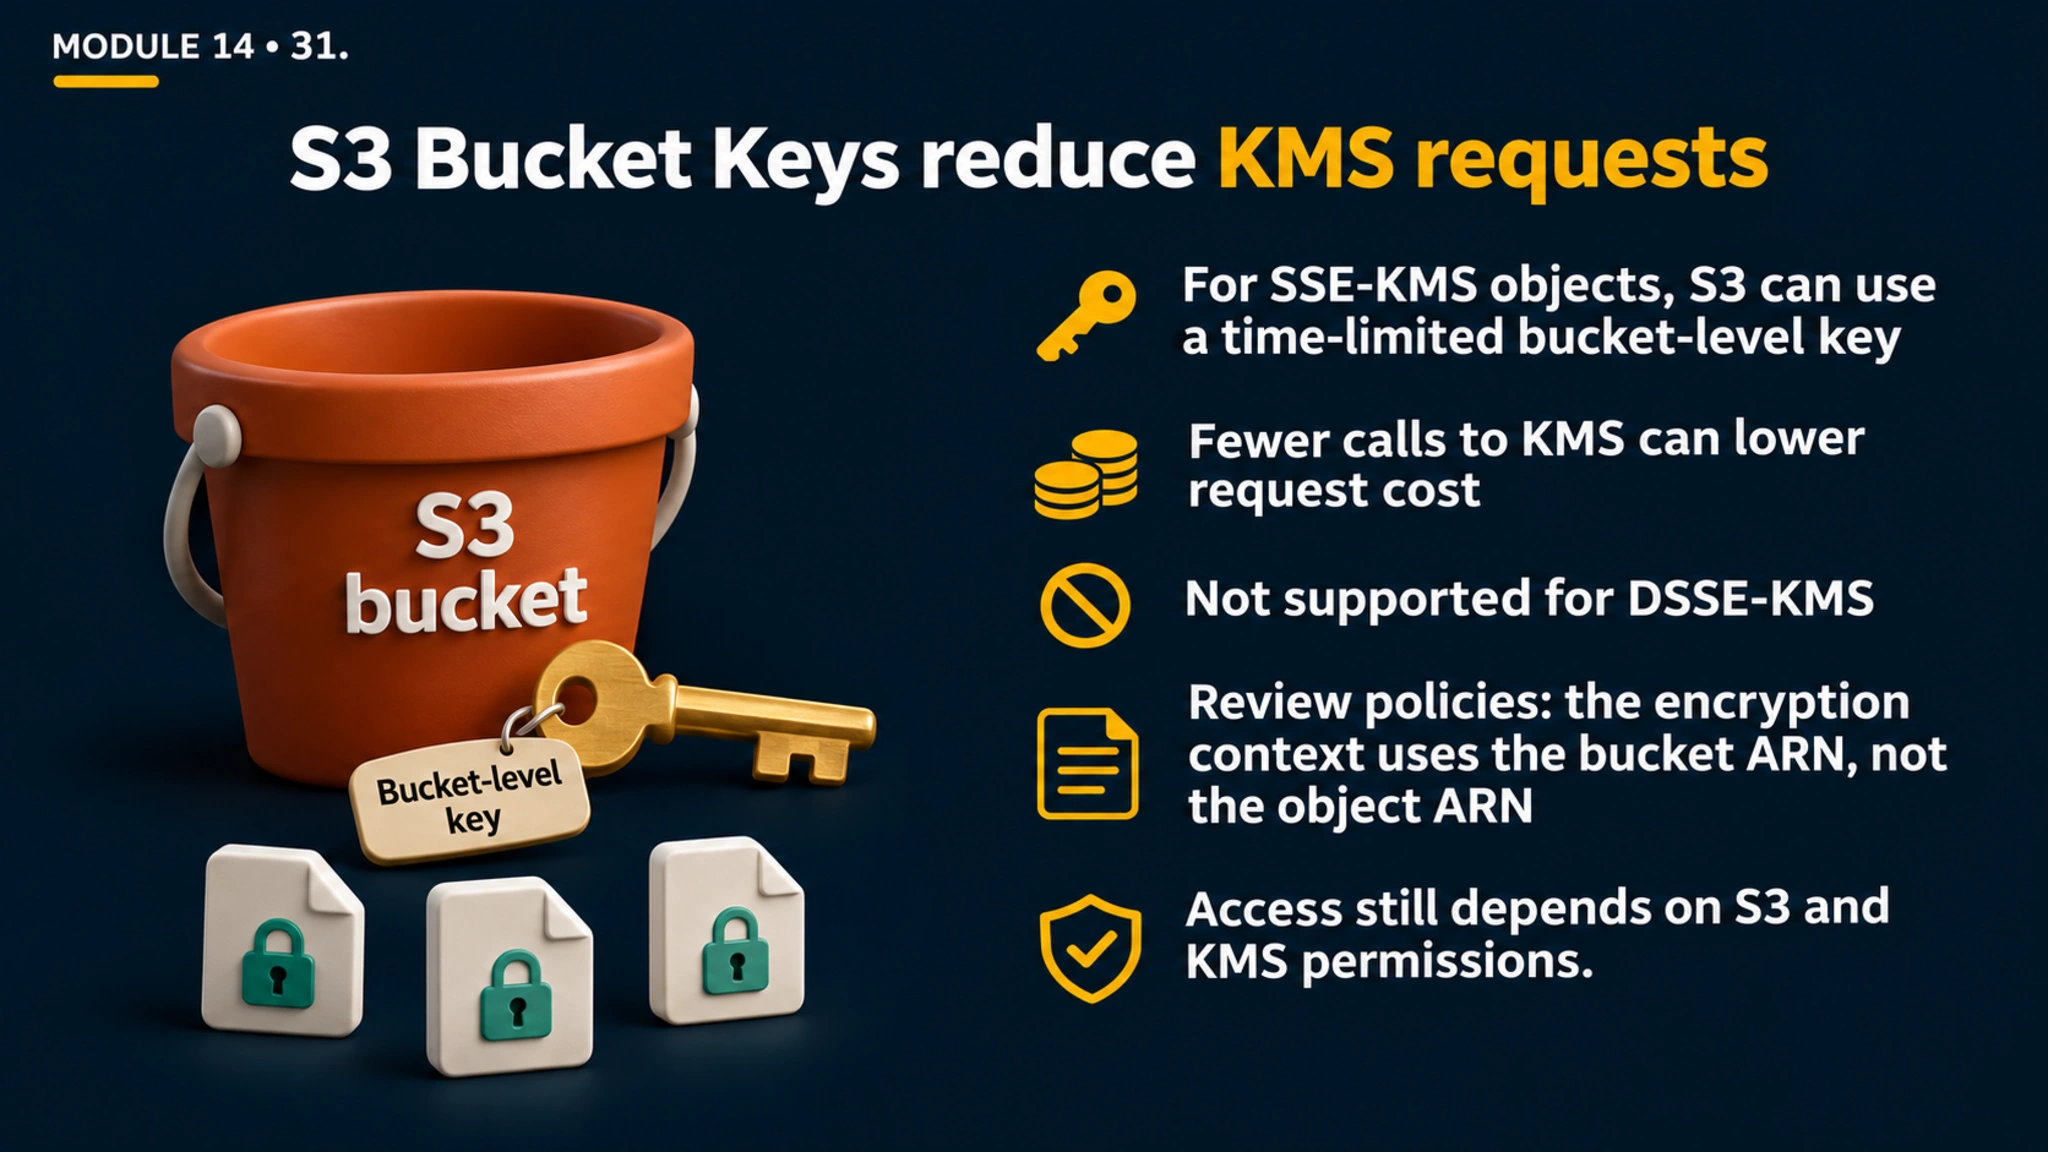 MODULE 14 • 31.
S3 Bucket Keys reduce KMS requests
S3
bucket
Bucket-level
key
For SSE-KMS objects, S3 can use
a time-limited bucket-level key
Fewer calls to KMS can lower
request cost
Not supported for DSSE-KMS
Review policies: the encryption
context uses the bucket ARN, not
the object ARN
Access still depends on S3 and
KMS permissions.